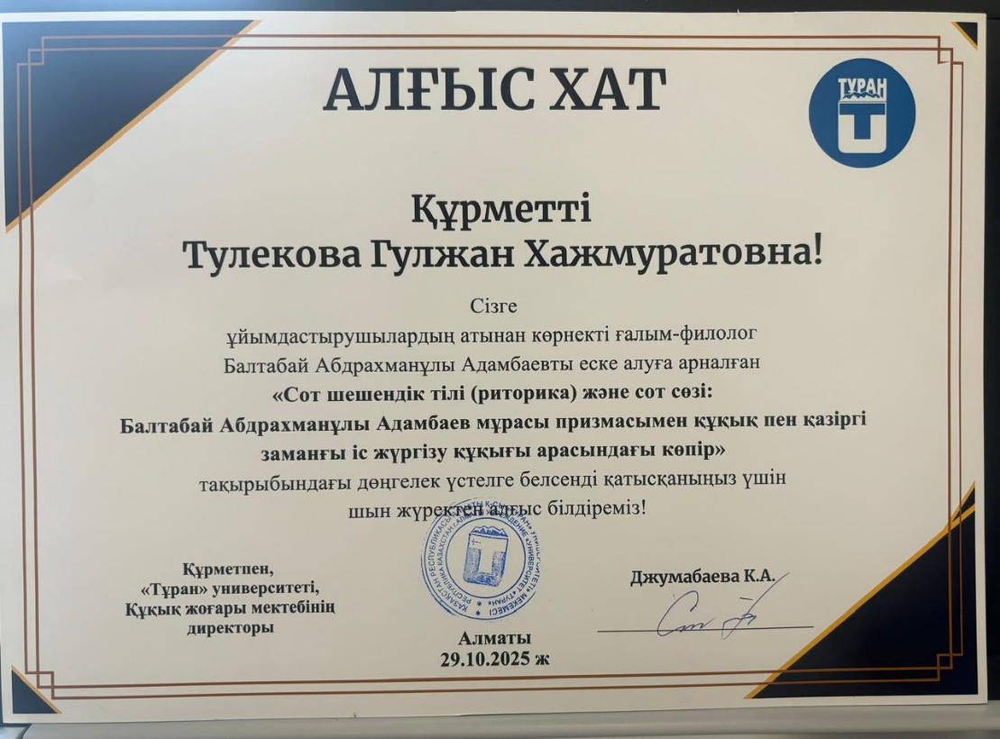 АЛҒЫС ХАТ
ТУРАН
Құрметті
Тулекова Гулжан Хажмуратовна!
Сізге
ұйымдастырушылардың атынан көрнекті ғалым-филолог
Балтабай Абдрахманұлы Адамбаевты еске алуға арналған
«Сот шешендік тілі (риторика) және сот сөзі:
Балтабай Абдрахманұлы Адамбаев мұрасы призмасымен құқық пен қазіргі
заманғы іс жүргізу құқығы арасындағы көпір»
тақырыбындағы дөңгелек үстелге белсенді қатысқаныңыз үшін
шын жүректен алғыс білдіреміз!
Құрметпен,
«Тұран» университеті,
Құқық жоғары мектебінің
директоры
Джумабаева К.А.
Алматы
29.10.2025 ж